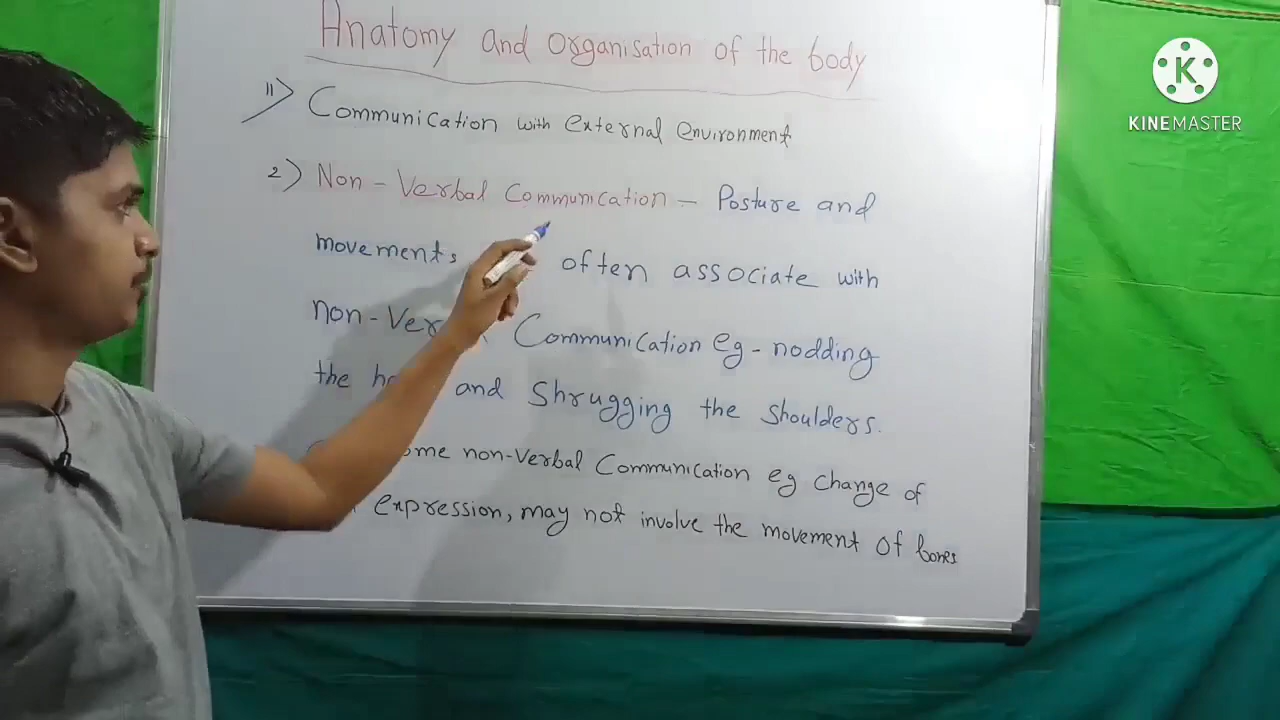 Anatomy and organisation of the body
11) Communication with external environment
2) Non-Verbal Communication - Posture and
movements often associate with
non-Ver Communication eg - nodding
the and Shrugging the shoulders.
non-Verbal Communication eg change of
expression, may not involve the movement of bones
KINEMASTER